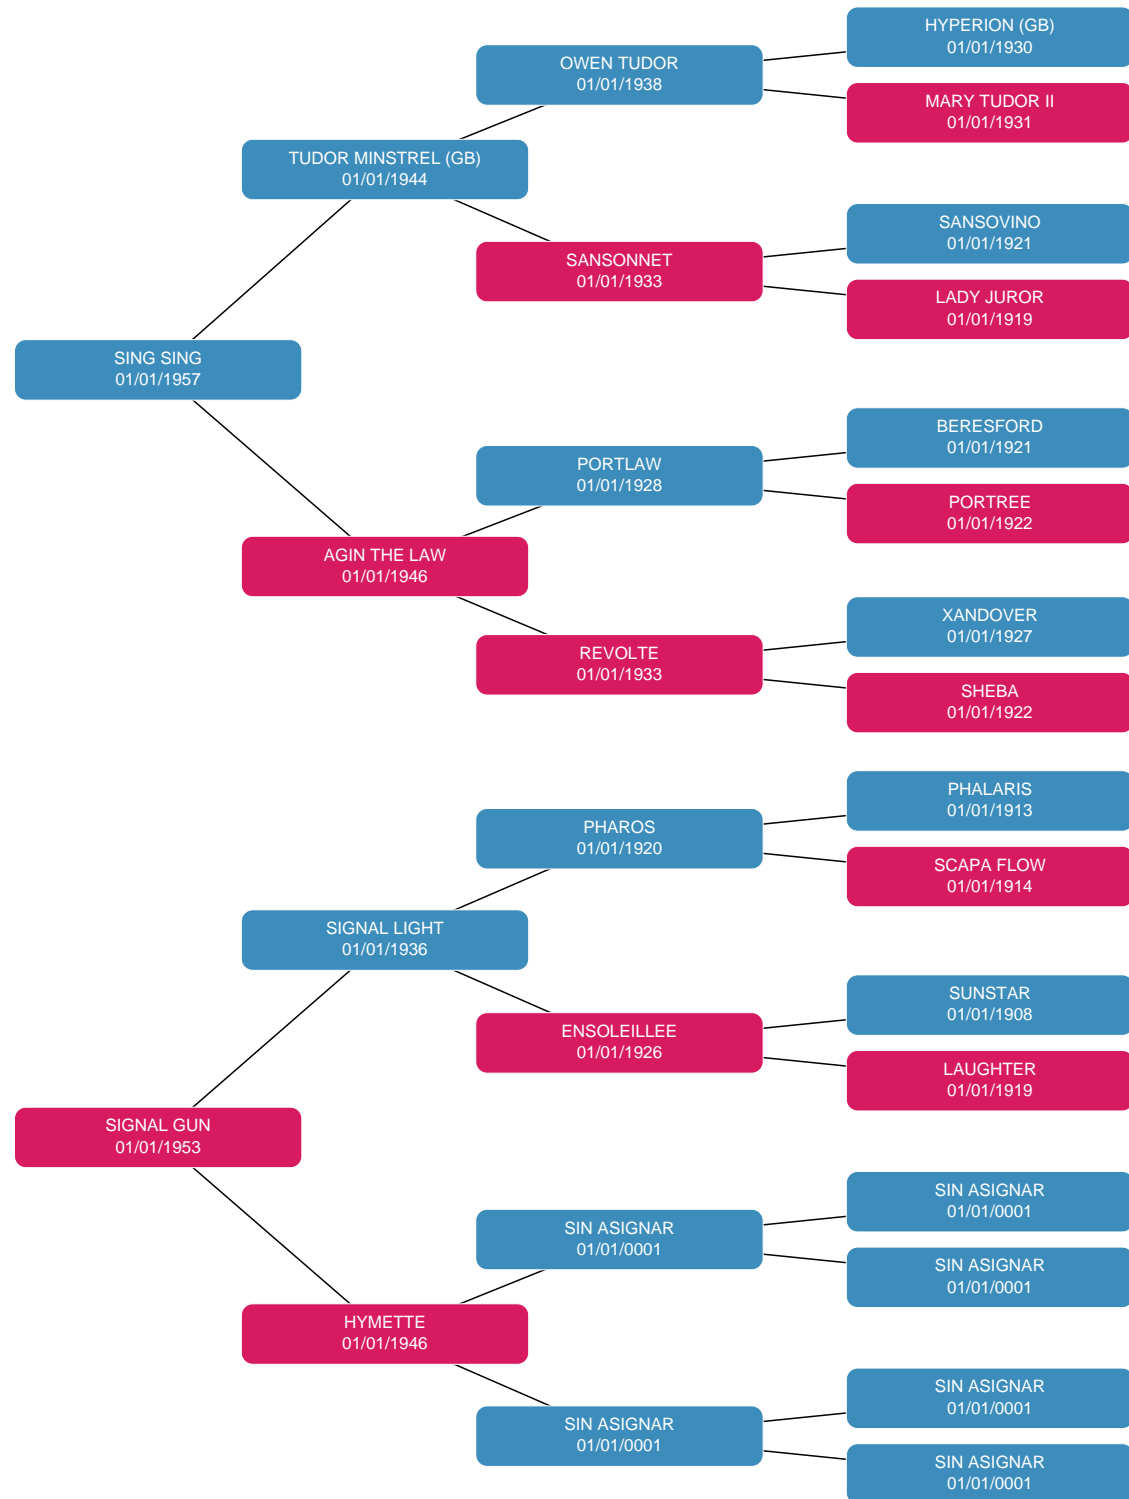 HYPERION (GB)
01/01/1930
OWEN TUDOR
01/01/1938
MARY TUDOR II
01/01/1931
TUDOR MINSTREL (GB)
01/01/1944
SANSOVINO
01/01/1921
SANSONNET
01/01/1933
LADY JUROR
01/01/1919
SING SING
01/01/1957
BERESFORD
01/01/1921
PORTLAW
01/01/1928
PORTREE
01/01/1922
AGIN THE LAW
01/01/1946
XANDOVER
01/01/1927
REVOLTE
01/01/1933
SHEBA
01/01/1922
PHALARIS
01/01/1913
PHAROS
01/01/1920
SCAPA FLOW
01/01/1914
SIGNAL LIGHT
01/01/1936
SUNSTAR
01/01/1908
ENSOLEILLEE
01/01/1926
LAUGHTER
01/01/1919
SIGNAL GUN
01/01/1953
SIN ASIGNAR
01/01/0001
SIN ASIGNAR
01/01/0001
SIN ASIGNAR
01/01/0001
HYMETTE
01/01/1946
SIN ASIGNAR
01/01/0001
SIN ASIGNAR
01/01/0001
SIN ASIGNAR
01/01/0001